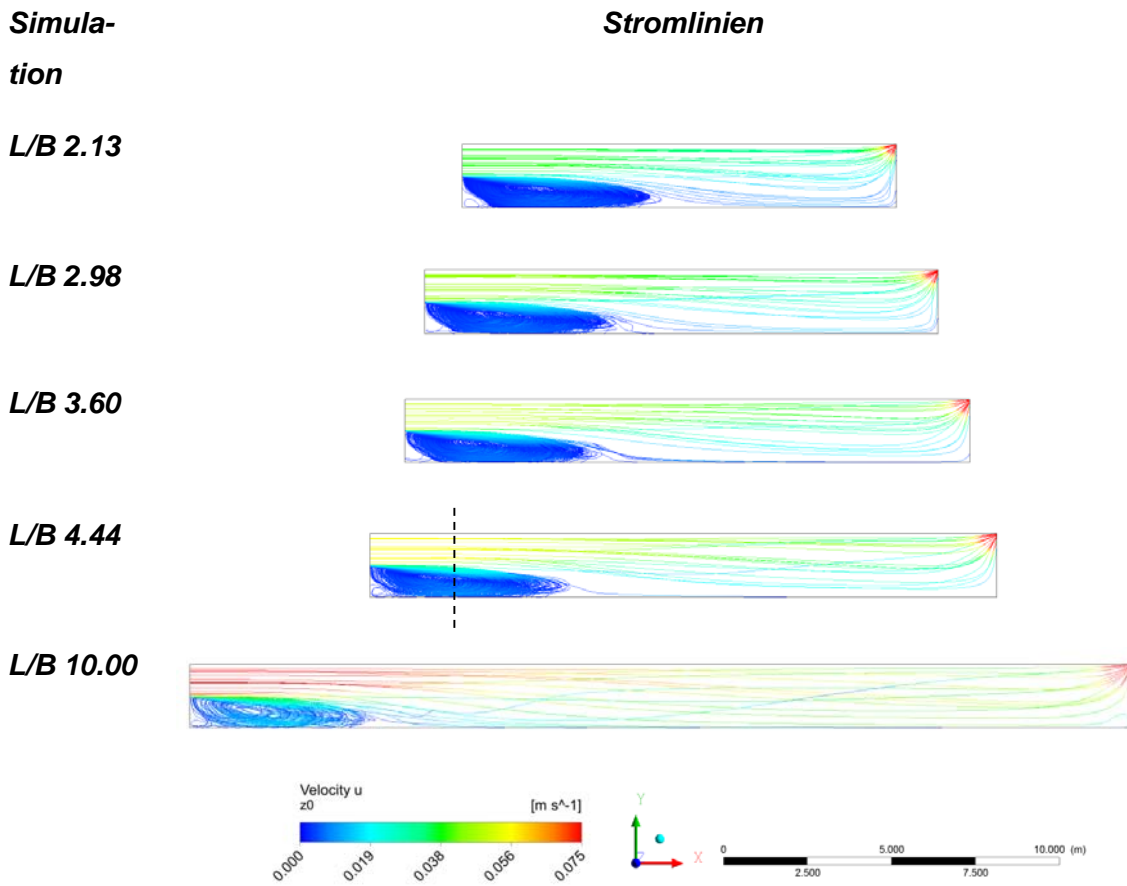 Simula-
tion
Stromlinien
L/B 2.13
L/B 2.98
L/B 3.60
L/B 4.44
L/B 10.00
Velocity u
z0
[m s^-1]
0.000
0.019
0.038
0.056
0.075
Y
Z
X
0
5.000
10.000 (m)
2.500
7.500